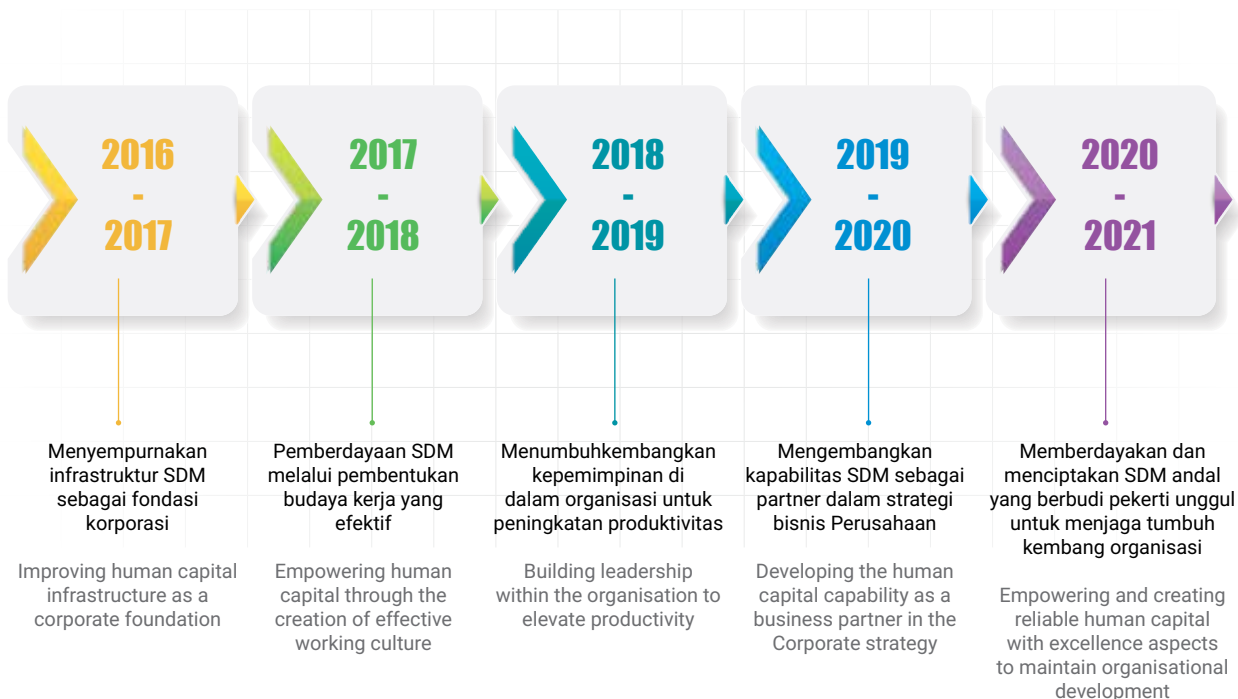 2016
-
2017
2017
-
2018
2018
-
2019
2019
-
2020
2020
-
2021
Menyempurnakan
infrastruktur SDM
sebagai fondasi
korporasi
Improving human capital
infrastructure as a
corporate foundation
Pemberdayaan SDM
melalui pembentukan
budaya kerja yang
efektif
Empowering human
capital through the
creation of effective
working culture
Menumbuhkembangkan
kepemimpinan di
dalam organisasi untuk
peningkatan produktivitas
Building leadership
within the organisation to
elevate productivity
Mengembangkan
kapabilitas SDM sebagai
partner dalam strategi
bisnis Perusahaan
Developing the human
capital capability as a
business partner in the
Corporate strategy
Memberdayakan dan
menciptakan SDM andal
yang berbudi pekerti unggul
untuk menjaga tumbuh
kembang organisasi
Empowering and creating
reliable human capital
with excellence aspects
to maintain organisational
development